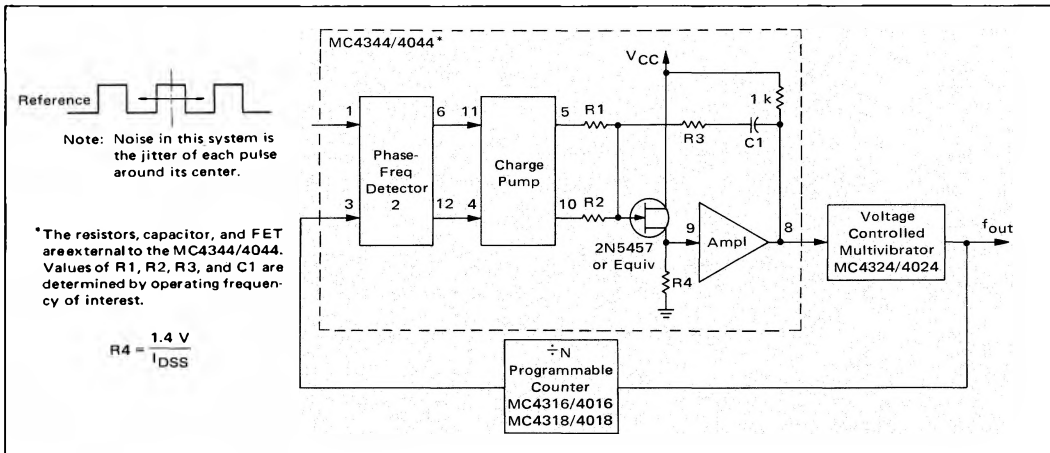 MC4344/4044*
VCC
Reference
1
6
11
5
R1
1 k
R3
C1
Note: Noise in this system is
the jitter of each pulse
around its center.
Phase-
Freq
Detector
2
Charge
Pump
3
12
4
10
R2
9
Ampl
8
Voltage
Controlled
Multivibrator
MC4324/4024
fout
2N5457
or Equiv
R4
*The resistors, capacitor, and FET
are external to the MC4344/4044.
Values of R1, R2, R3, and C1 are
determined by operating frequen-
cy of interest.
R4 = 1.4 V
IDSS
÷N
Programmable
Counter
MC4316/4016
MC4318/4018